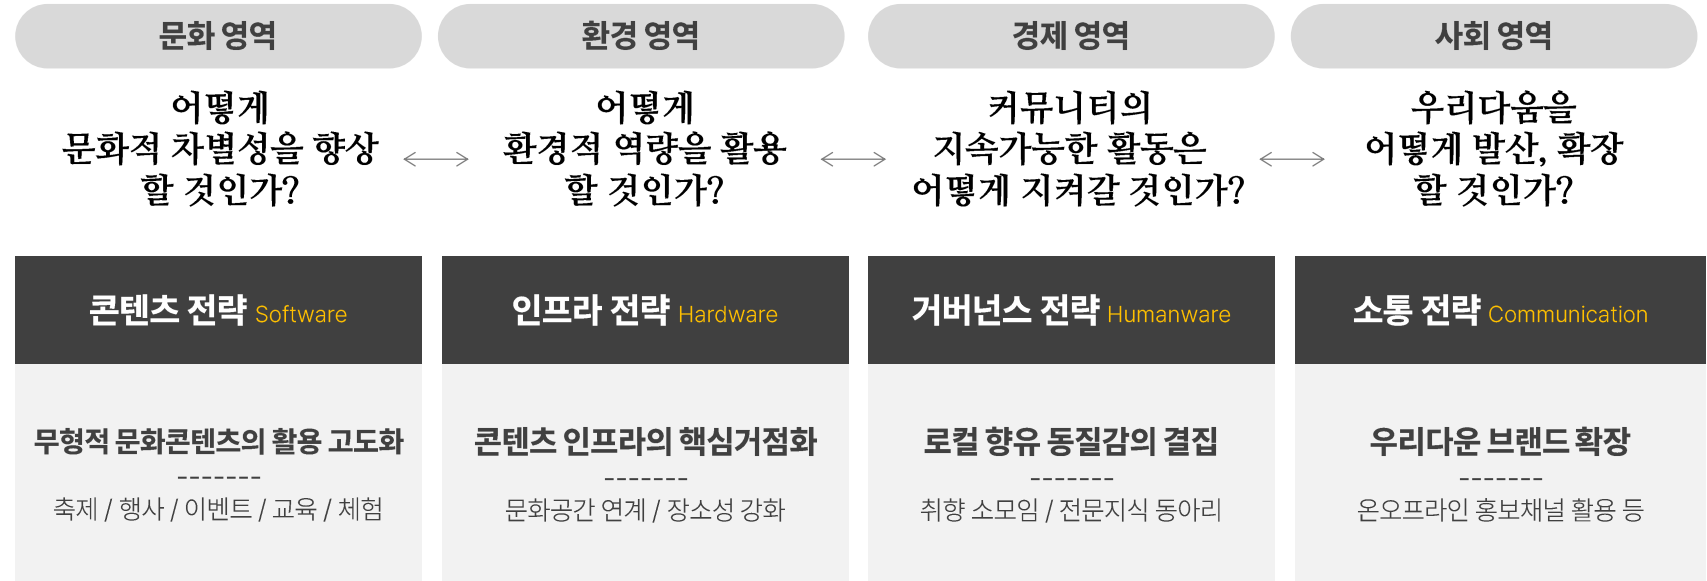 문화 영역
어떻게
문화적 차별성을 향상
할 것인가?
콘텐츠 전략 Software
무형적 문화콘텐츠의 활용 고도화
-------
축제 / 행사 / 이벤트 / 교육 / 체험
환경 영역
어떻게
환경적 역량을 활용
할 것인가?
인프라 전략 Hardware
콘텐츠 인프라의 핵심거점화
-------
문화공간 연계 / 장소성 강화
경제 영역
커뮤니티의
지속가능한 활동은
어떻게 지켜갈 것인가?
거버넌스 전략 Humanware
로컬 향유 동질감의 결집
-------
취향 소모임 / 전문지식 동아리
사회 영역
우리다움을
어떻게 발산, 확장
할 것인가?
소통 전략 Communication
우리다운 브랜드 확장
-------
온오프라인 홍보채널 활용 등